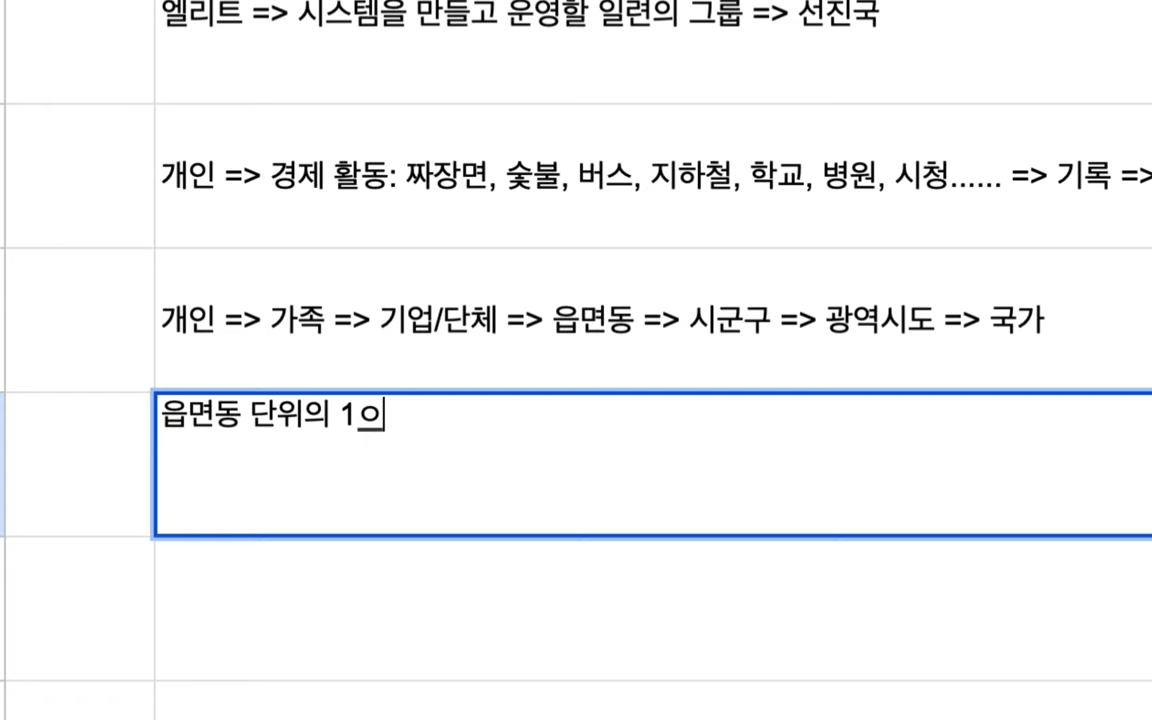 엘리트 => 시스템을 만들고 운영할 일련의 그룹 => 선진국
개인 => 경제 활동: 짜장면, 숯불, 버스, 지하철, 학교, 병원, 시청...... => 기록 =>
개인 => 가족 => 기업/단체 => 읍면동 => 시군구 => 광역시도 => 국가
읍면동 단위의 1ㅇ